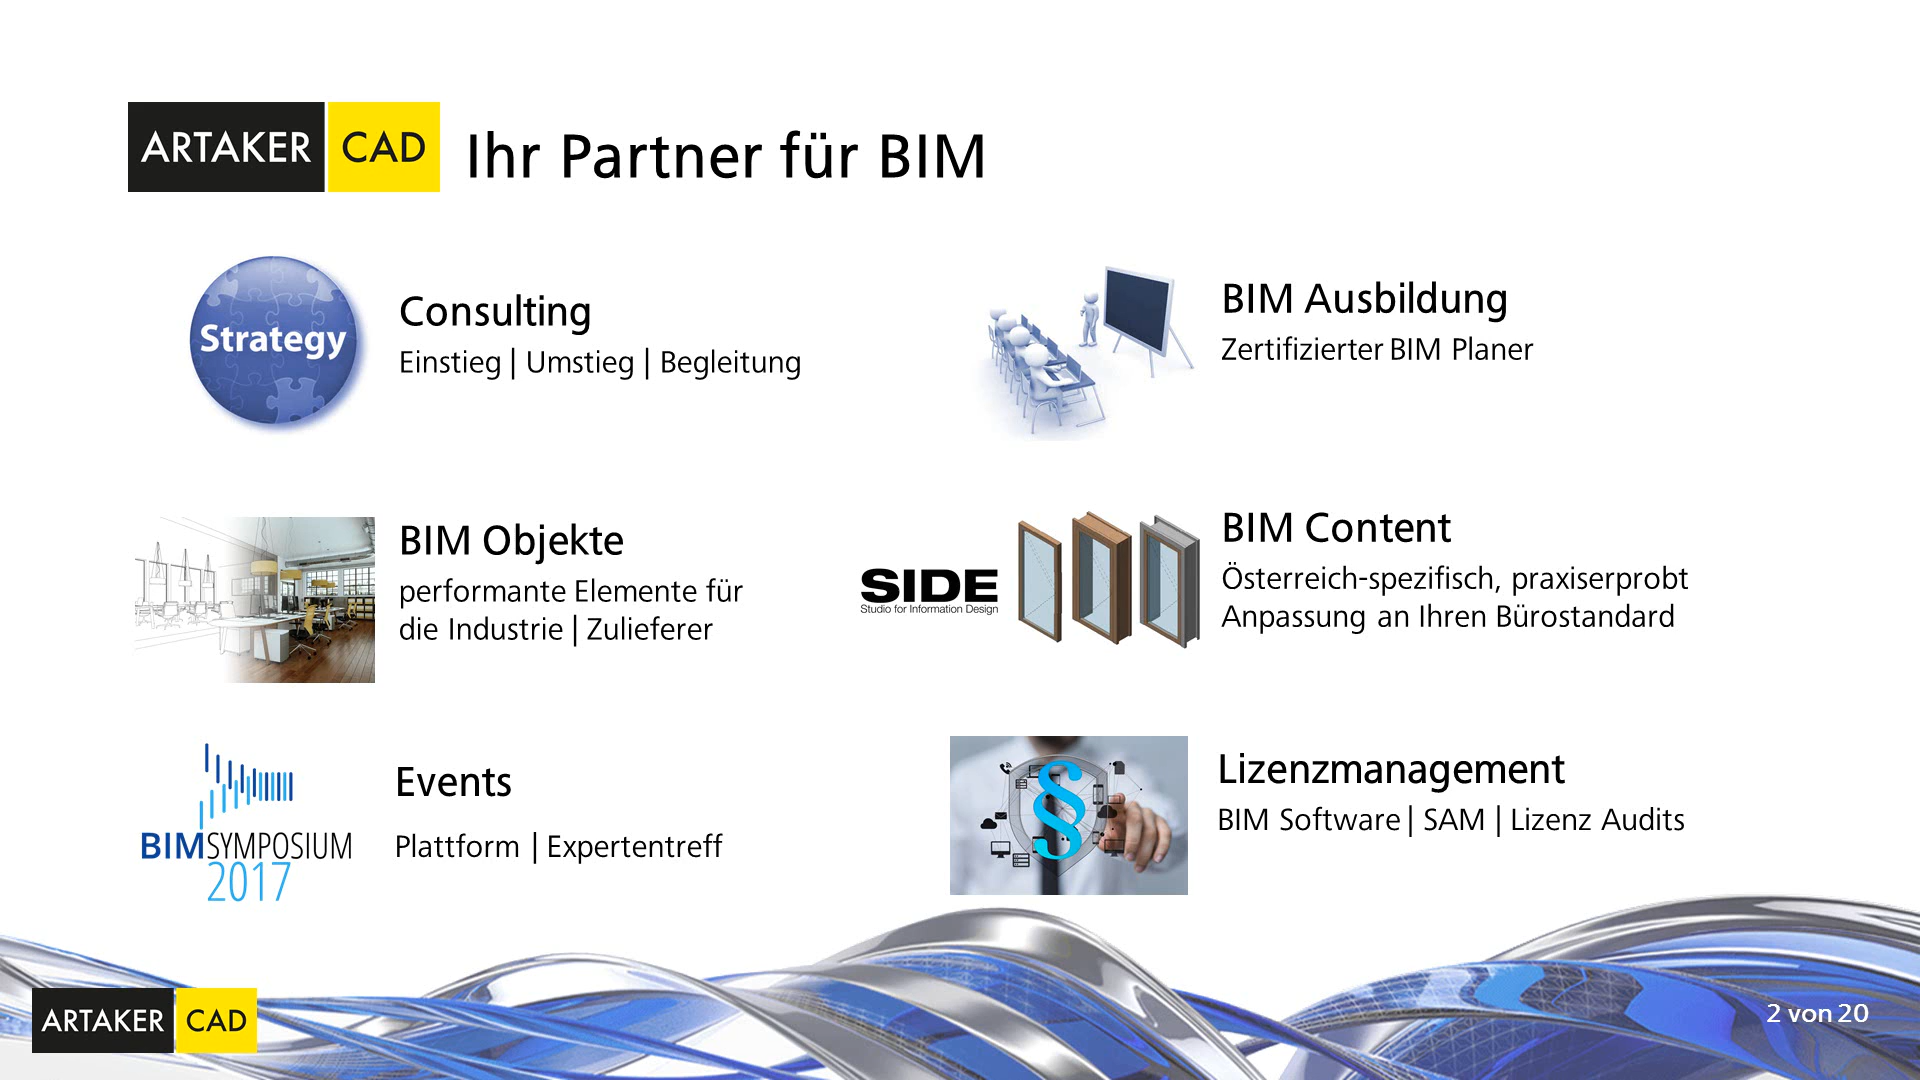 ARTAKER CAD Ihr Partner für BIM
Strategy
Consulting
Einstieg | Umstieg | Begleitung
BIM Ausbildung
Zertifizierter BIM Planer
BIM Objekte
performante Elemente für
die Industrie | Zulieferer
SIDE
Studio for Information Design
BIM Content
Österreich-spezifisch, praxiserprobt
Anpassung an Ihren Bürostandard
BIMSYMPOSIUM
2017
Events
Plattform | Expertentreff
§
Lizenzmanagement
BIM Software | SAM | Lizenz Audits
ARTAKER CAD
2 von 20